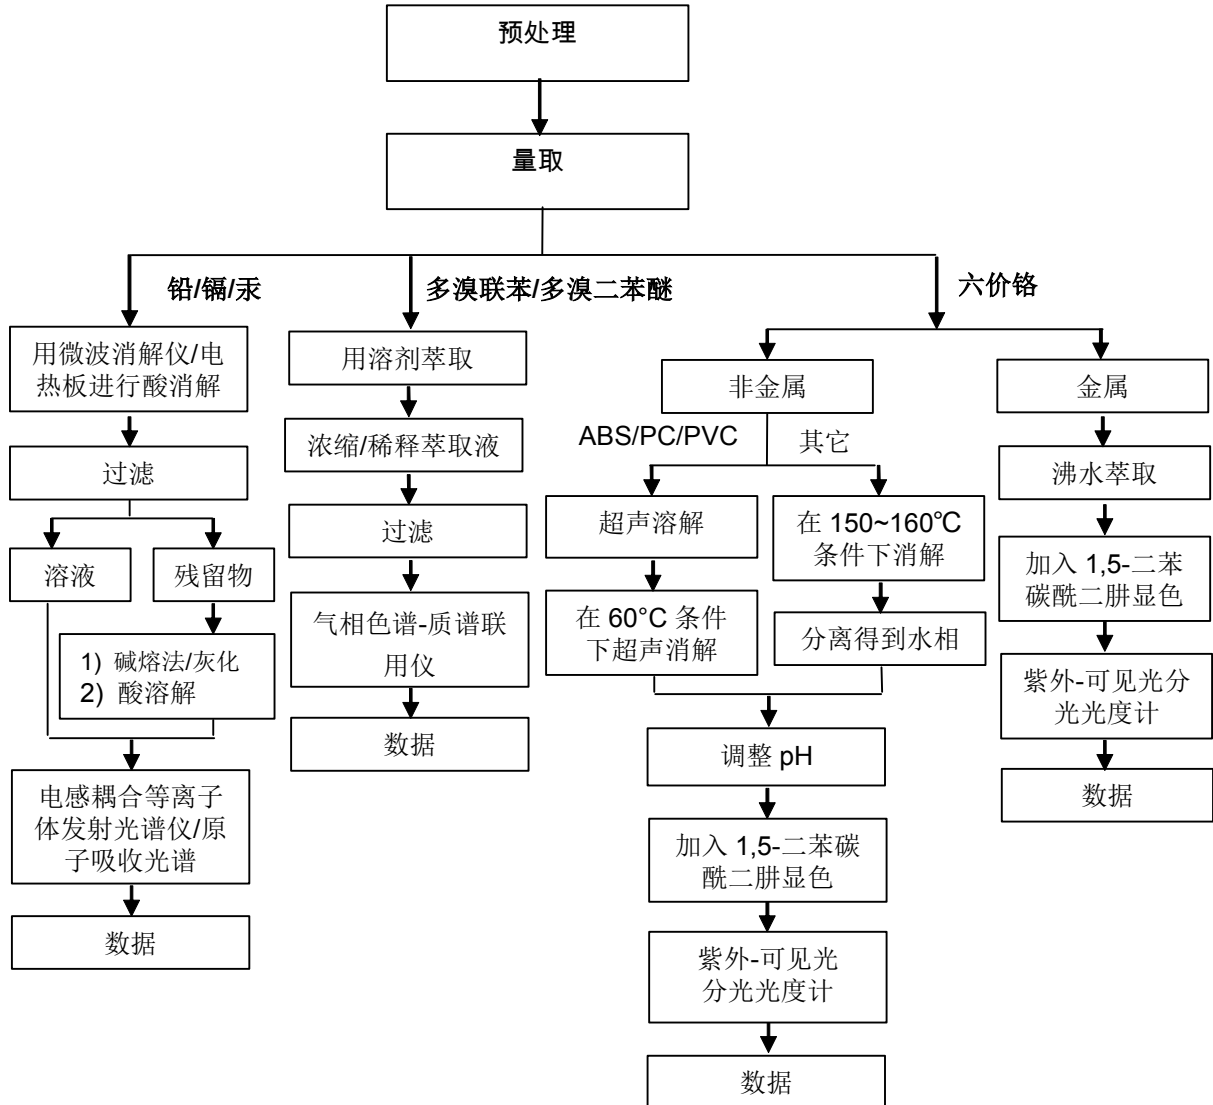 预处理
量取
铅/镉/汞
多溴联苯/多溴二苯醚
六价铬
用微波消解仪/电
热板进行酸消解
过滤
溶液
残留物
1) 碱熔法/灰化
2) 酸溶解
电感耦合等离子
体发射光谱仪/原
子吸收光谱
数据
用溶剂萃取
浓缩/稀释萃取液
过滤
气相色谱-质谱联
用仪
数据
非金属
ABS/PC/PVC
其它
超声溶解
在 60°C 条件
下超声消解
在 150~160℃
条件下消解
分离得到水相
调整 pH
加入 1,5-二苯碳
酰二肼显色
紫外-可见光
分光光度计
数据
金属
沸水萃取
加入 1,5-二苯
碳酰二肼显色
紫外-可见光分
光光度计
数据